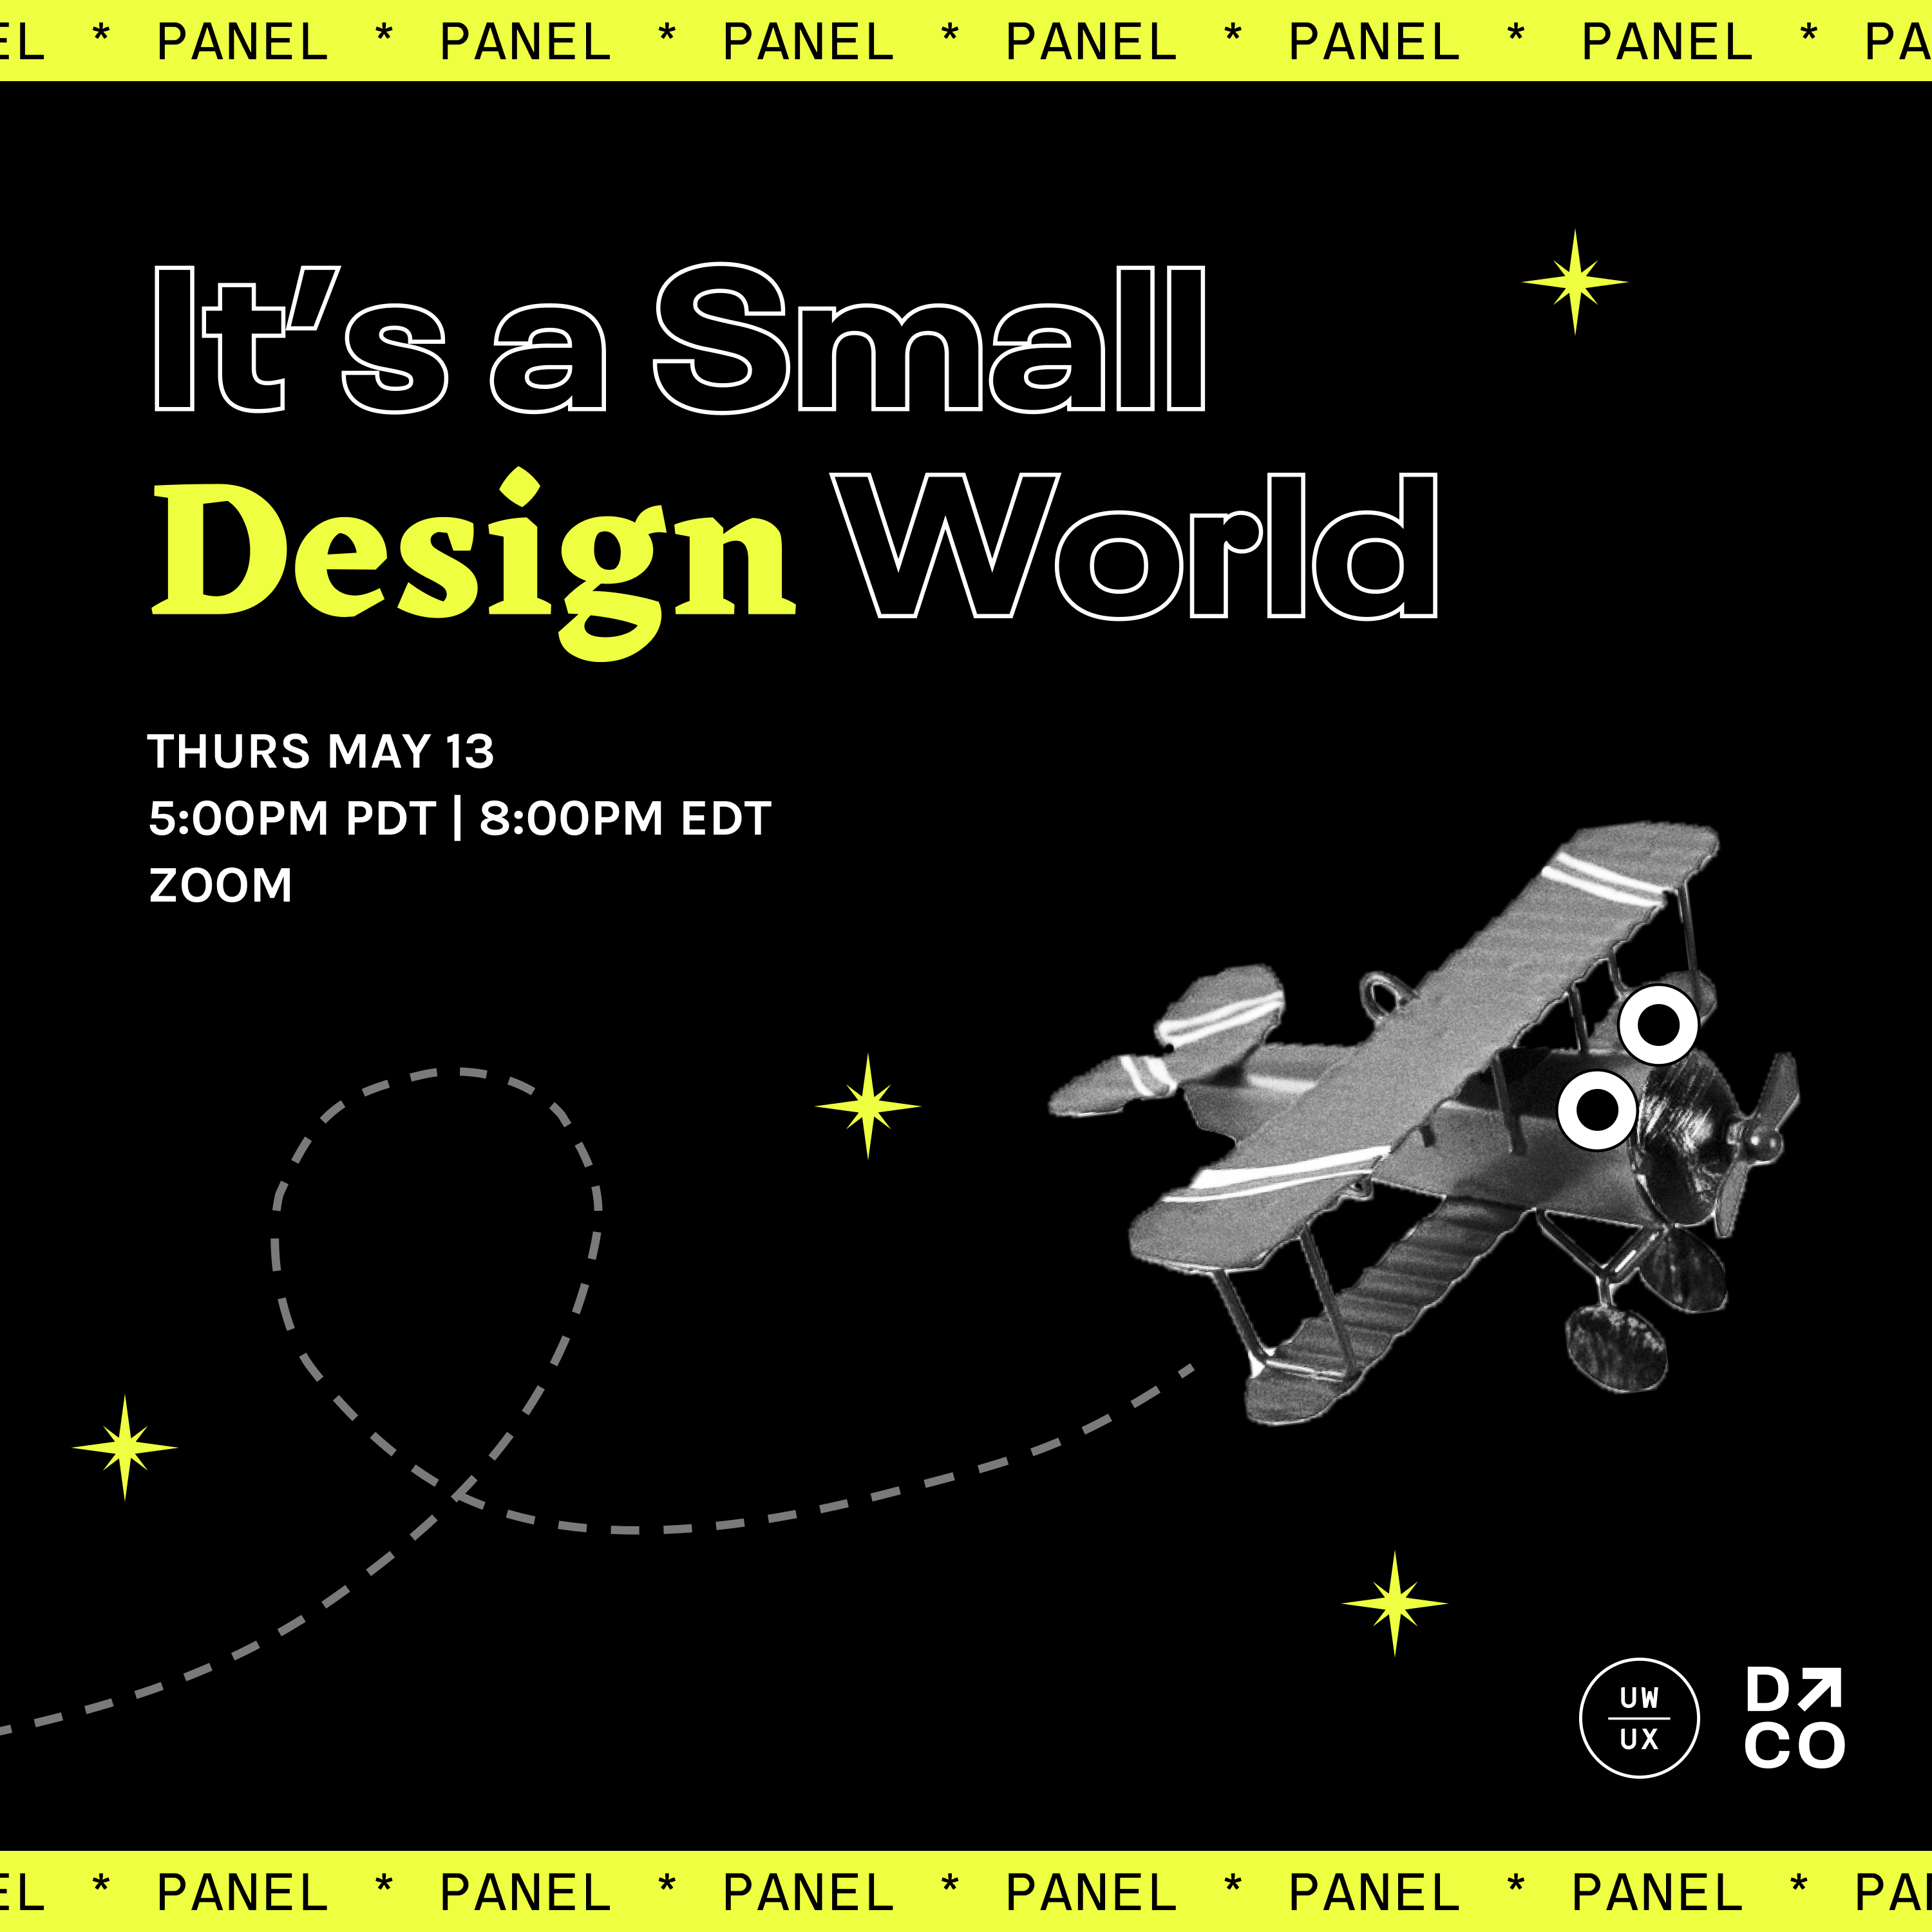 EL * PANEL * PANEL * PANEL * PANEL * PANEL * PANEL * PA
It’s a Small
Design World
THURS MAY 13
5:00PM PDT | 8:00PM EDT
ZOOM
UW
UX
D↗
CO
EL * PANEL * PANEL * PANEL * PANEL * PANEL * PANEL * PAN